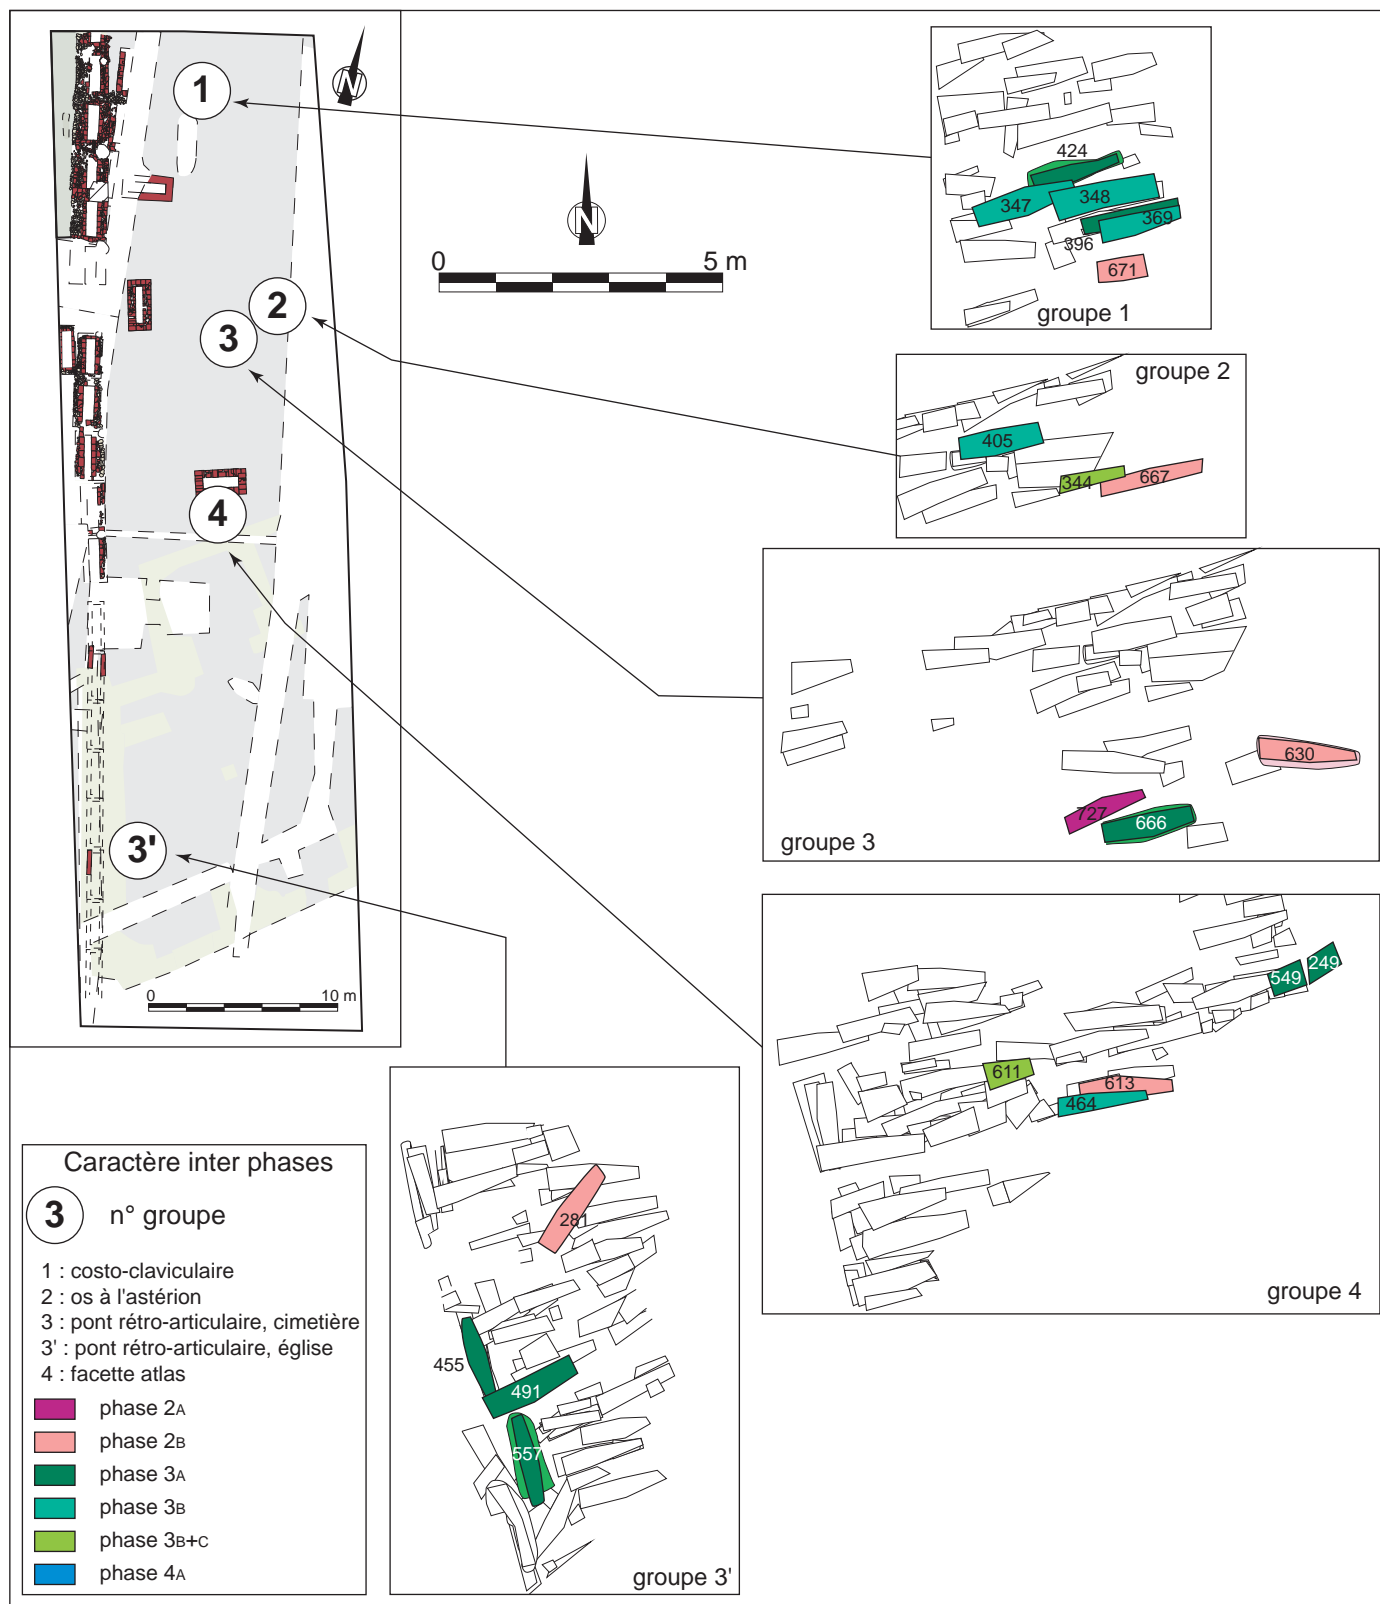 1
N
2
3
4
3'
0 10 m
N
0 5 m
424
347
348
369
396
671
groupe 1
groupe 2
405
344
667
630
727
666
groupe 3
549
249
611
613
464
groupe 4
281
455
491
557
groupe 3'
Caractère inter phases
3 n° groupe
1 : costo-claviculaire
2 : os à l'astérion
3 : pont rétro-articulaire, cimetière
3' : pont rétro-articulaire, église
4 : facette atlas
phase 2A
phase 2B
phase 3A
phase 3B
phase 3B+C
phase 4A